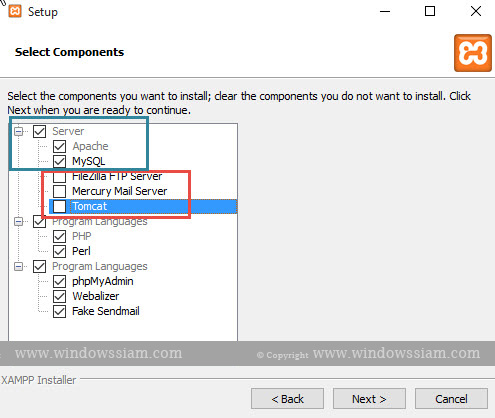 Setup
Select Components
Select the components you want to install; clear the components you do not want to install. Click
Next when you are ready to continue.
Server
Apache
MySQL
FileZilla FTP Server
Mercury Mail Server
Tomcat
Program Languages
PHP
Perl
Program Languages
phpMyAdmin
Webalizer
Fake Sendmail
www.windowssiam.com © Copyright www.windowssiam.com
XAMPP Installer
< Back Next > Cancel